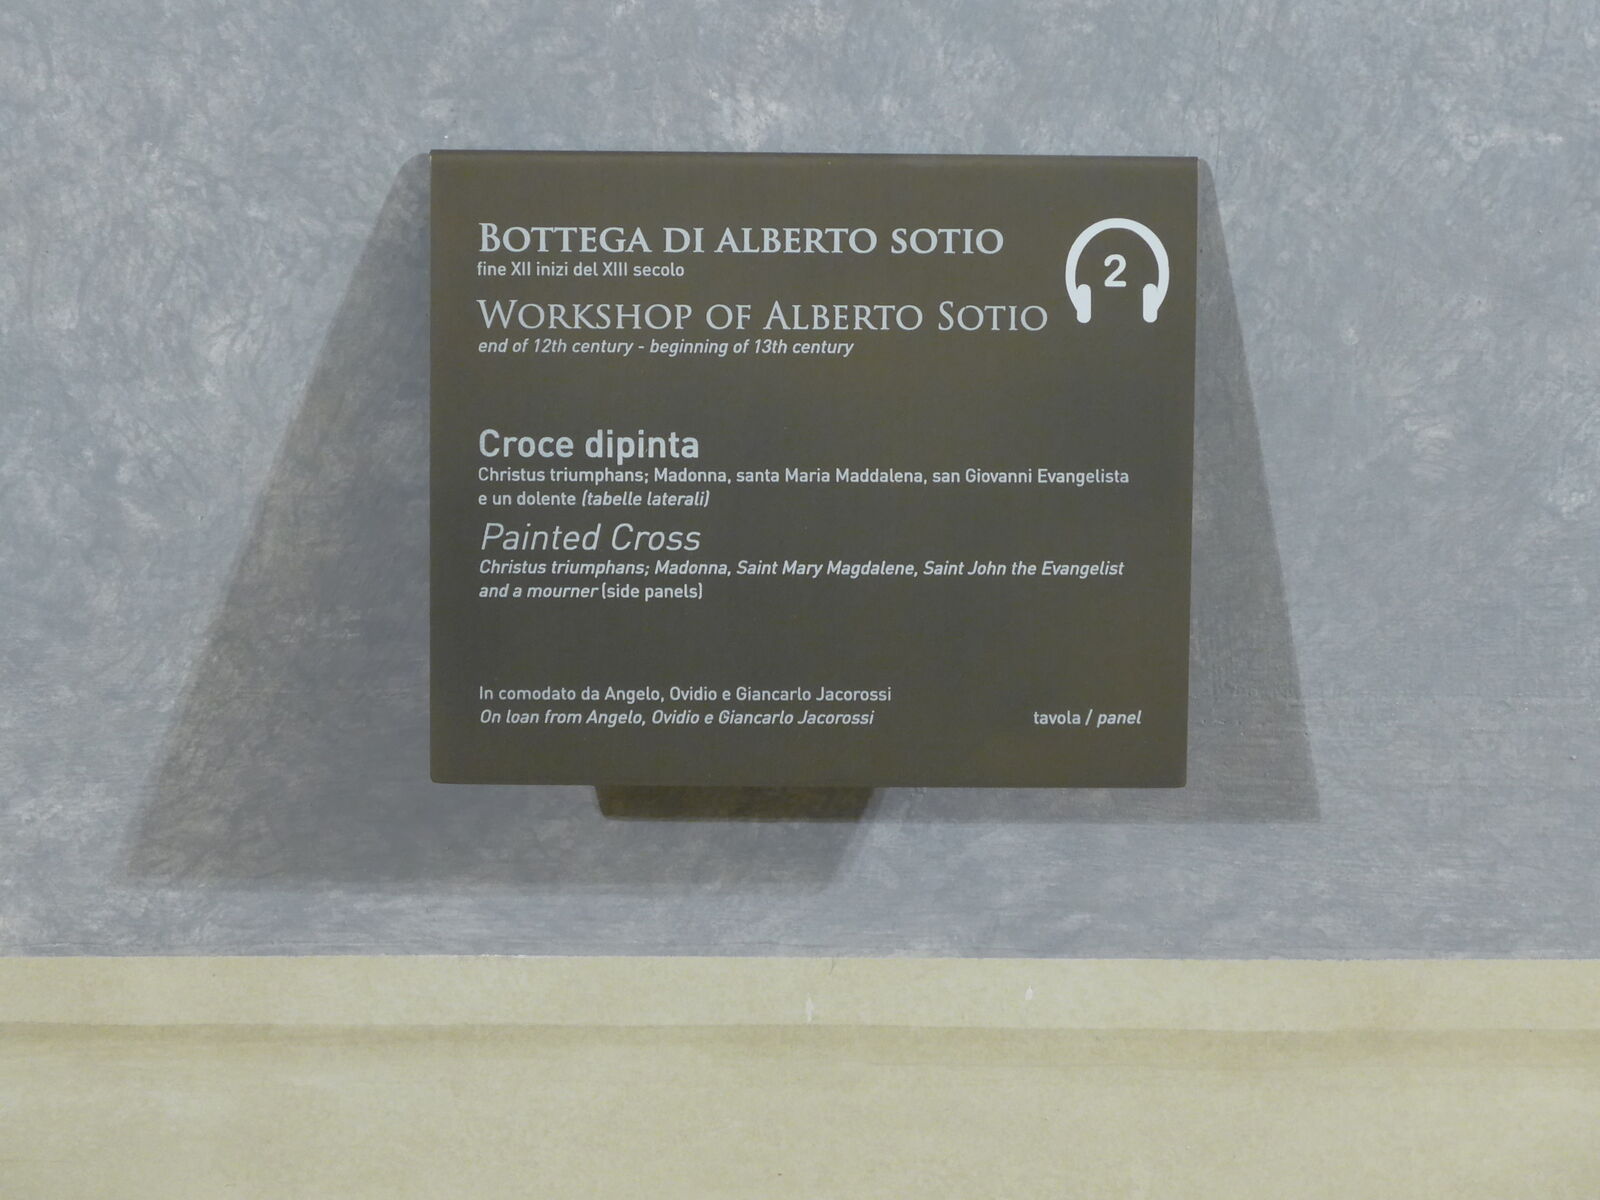 BOTTEGA DI ALBERTO SOTIO
fine XII inizi del XIII secolo
WORKSHOP OF ALBERTO SOTIO
end of 12th century - beginning of 13th century
2
Croce dipinta
Christus triumphans; Madonna, santa Maria Maddalena, san Giovanni Evangelista
e un dolente (tabelle laterali)
Painted Cross
Christus triumphans; Madonna, Saint Mary Magdalene, Saint John the Evangelist
and a mourner (side panels)
In comodato da Angelo, Ovidio e Giancarlo Jacorossi
On loan from Angelo, Ovidio e Giancarlo Jacorossi
tavola / panel